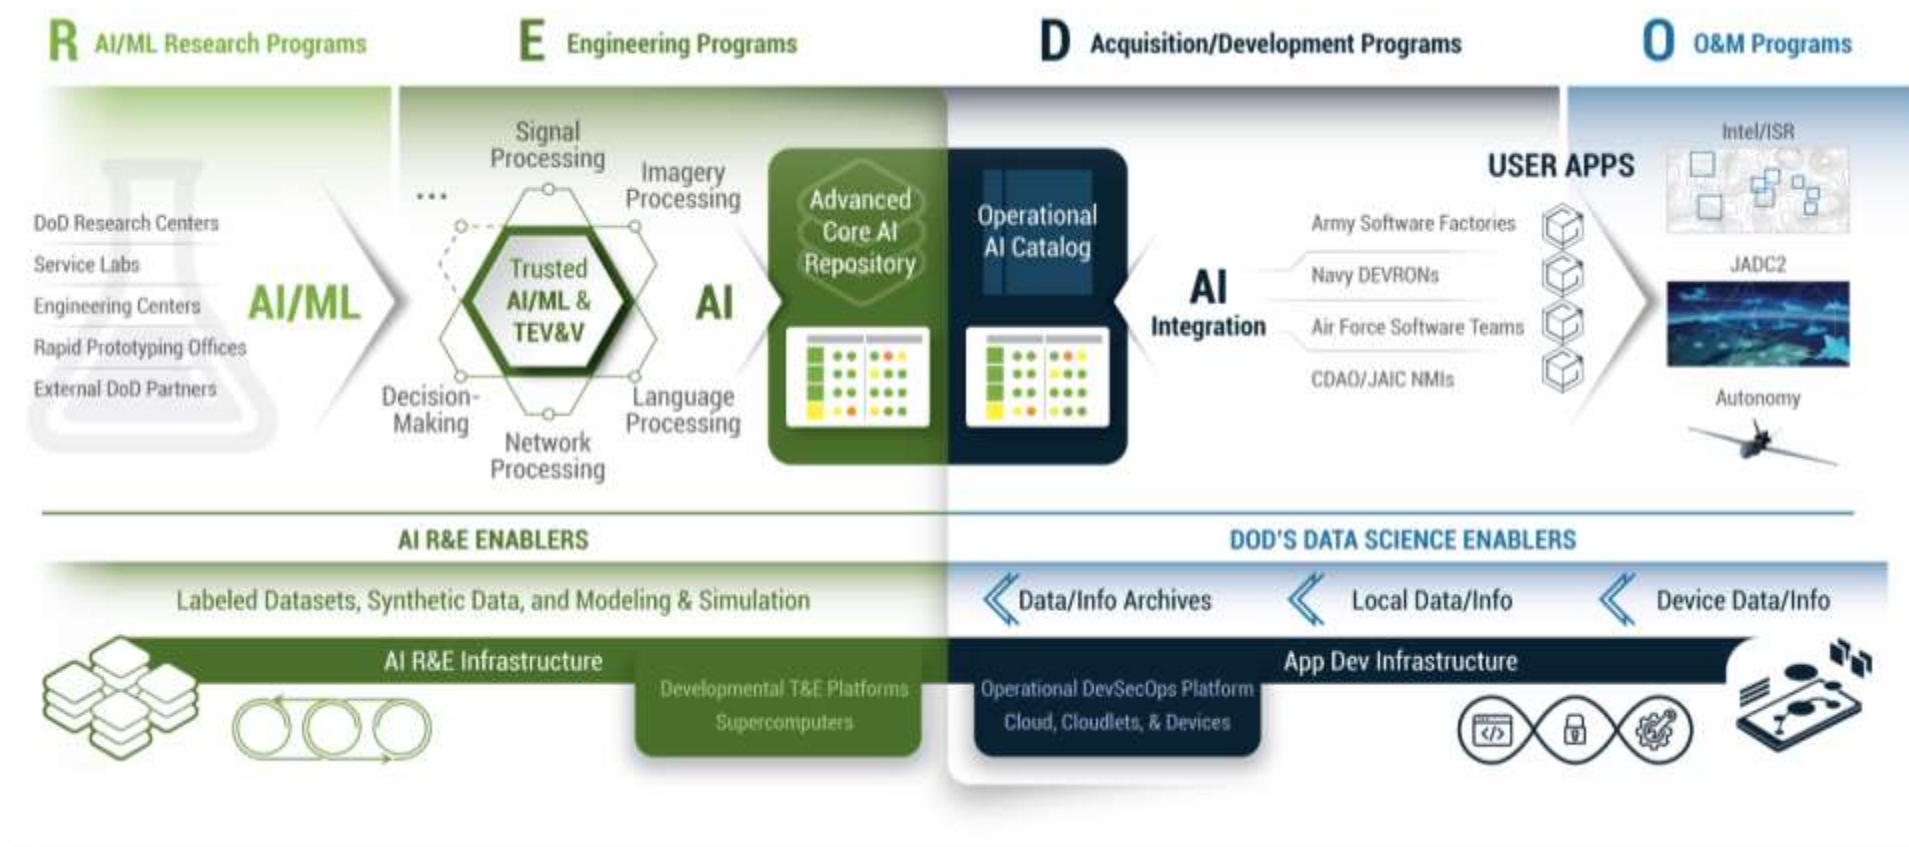 R AI/ML Research Programs
E Engineering Programs
D Acquisition/Development Programs
O O&M Programs
DoD Research Centers
Service Labs
Engineering Centers
Rapid Prototyping Offices
External DoD Partners
AI/ML
...
Signal
Processing
Imagery
Processing
Trusted
AI/ML &
TEV&V
Decision-
Making
Network
Processing
Language
Processing
AI
Advanced
Core AI
Repository
Operational
AI Catalog
AI
Integration
USER APPS
Army Software Factories
Navy DEVRONs
Air Force Software Teams
CDAO/JAIC NMIs
Intel/ISR
JADC2
Autonomy
AI R&E ENABLERS
DOD'S DATA SCIENCE ENABLERS
Labeled Datasets, Synthetic Data, and Modeling & Simulation
Data/Info Archives
Local Data/Info
Device Data/Info
AI R&E Infrastructure
App Dev Infrastructure
Developmental T&E Platforms
Supercomputers
Operational DevSecOps Platform
Cloud, Cloudlets, & Devices
</>